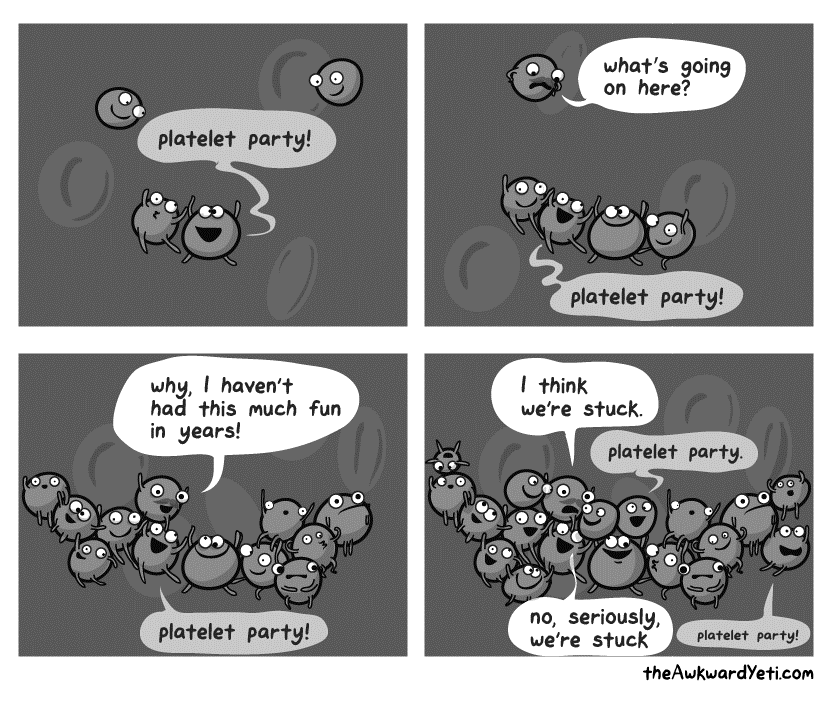 platelet party!
what's going
on here?
platelet party!
why, I haven't
had this much fun
in years!
platelet party!
I think
we're stuck.
platelet party.
no, seriously,
we're stuck
platelet party!
theAwkwardYeti.com